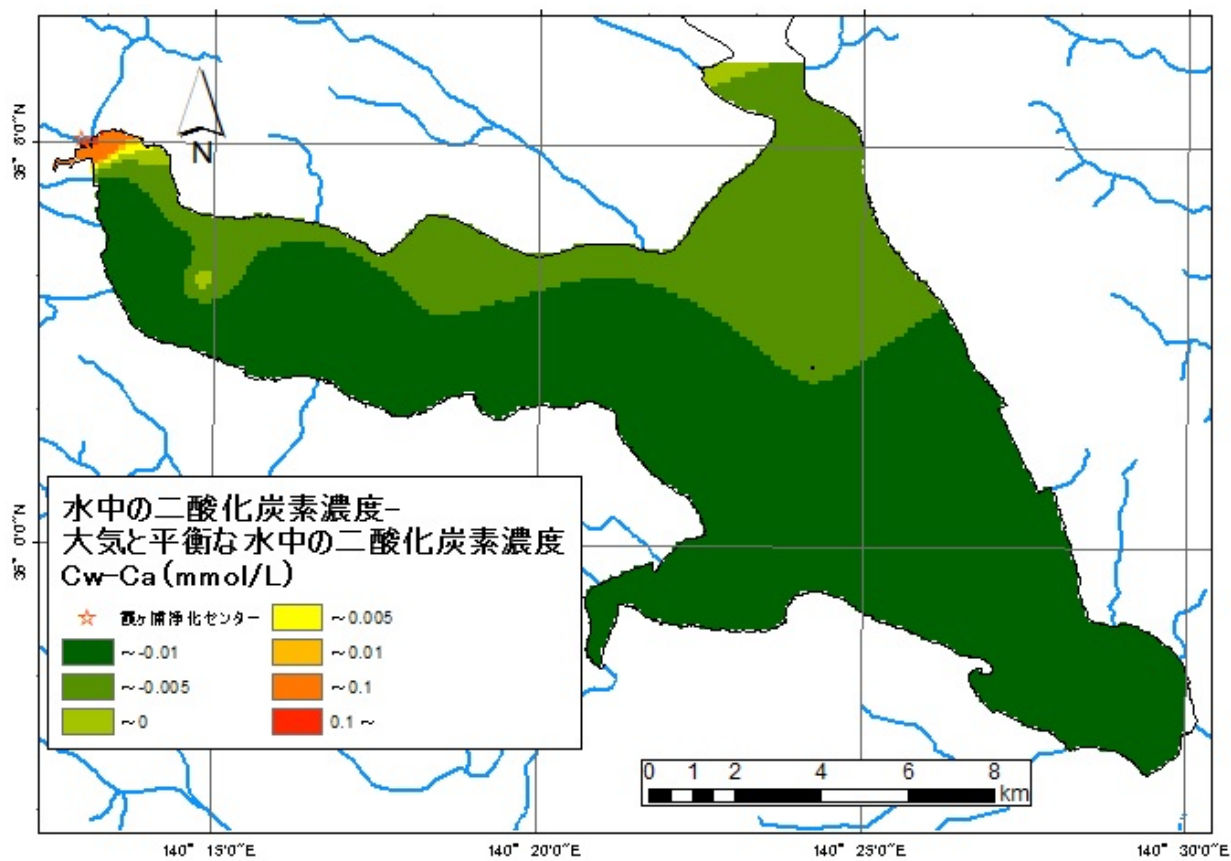 36° 8'0"N
N
36° 0'0"N
水中の二酸化炭素濃度-
大気と平衡な水中の二酸化炭素濃度
Cw-Ca(mmol/L)
霞ヶ浦浄化センター
～-0.01
～-0.005
～0
～0.005
～0.01
～0.1
0.1～
0 1 2 4 6 8
km
140° 15'0"E 140° 20'0"E 140° 25'0"E 140° 30'0"E